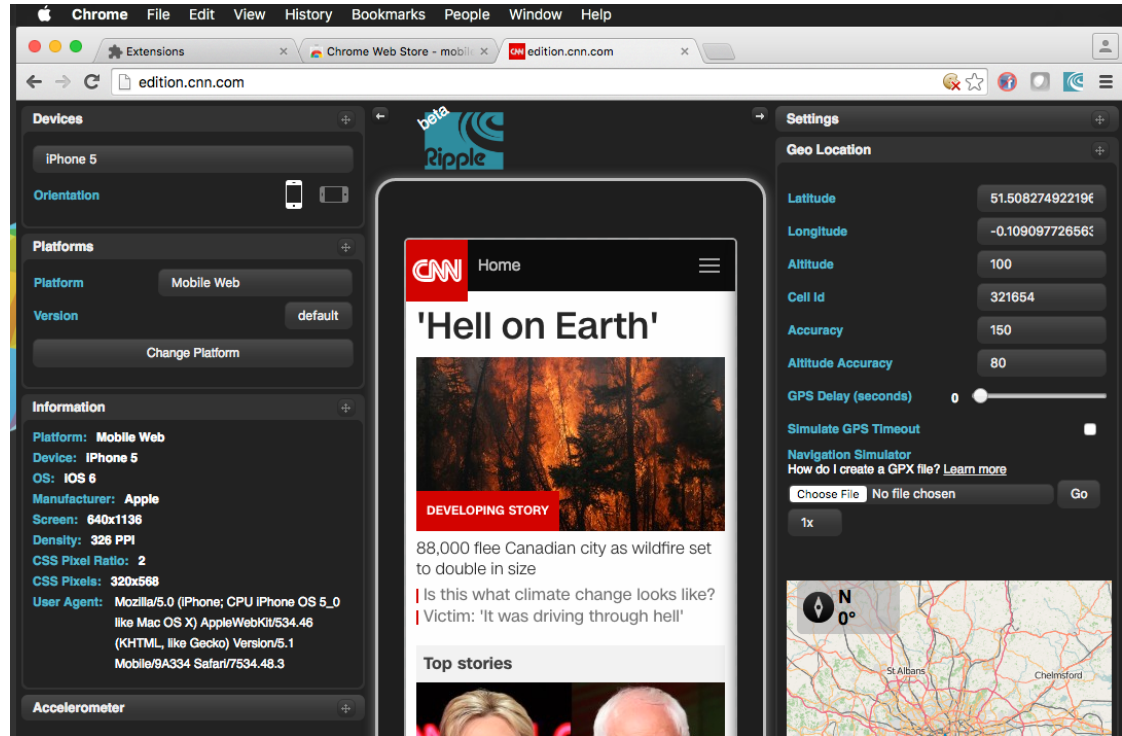 Chrome File Edit View History Bookmarks People Window Help
Extensions
Chrome Web Store - mobile
CNN edition.cnn.com
edition.cnn.com
Devices
iPhone 5
Orientation
Platforms
Platform Mobile Web
Version default
Change Platform
Information
Platform: Mobile Web
Device: iPhone 5
OS: IOS 6
Manufacturer: Apple
Screen: 640x1136
Density: 326 PPI
CSS Pixel Ratio: 2
CSS Pixels: 320x568
User Agent: Mozilla/5.0 (iPhone; CPU iPhone OS 5_0
like Mac OS X) AppleWebKit/534.46
(KHTML, like Gecko) Version/5.1
Mobile/9A334 Safari/7534.48.3
Accelerometer
beta
Ripple
CNN Home
'Hell on Earth'
DEVELOPING STORY
88,000 flee Canadian city as wildfire set
to double in size
Is this what climate change looks like?
Victim: 'It was driving through hell'
Top stories
Settings
Geo Location
Latitude 51.50827492219
Longitude -0.10909772656
Altitude 100
Cell Id 321654
Accuracy 150
Altitude Accuracy 80
GPS Delay (seconds) 0
Simulate GPS Timeout
Navigation Simulator
How do I create a GPX file? Learn more
Choose File No file chosen Go
1x
N
0°
St Albans
Chelmsford